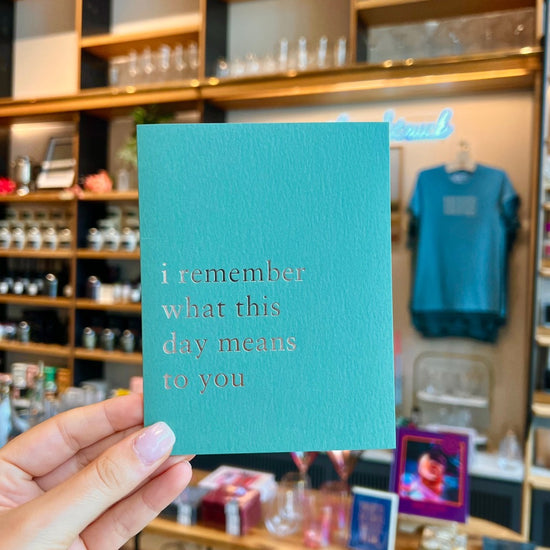 i remember
what this
day means
to you